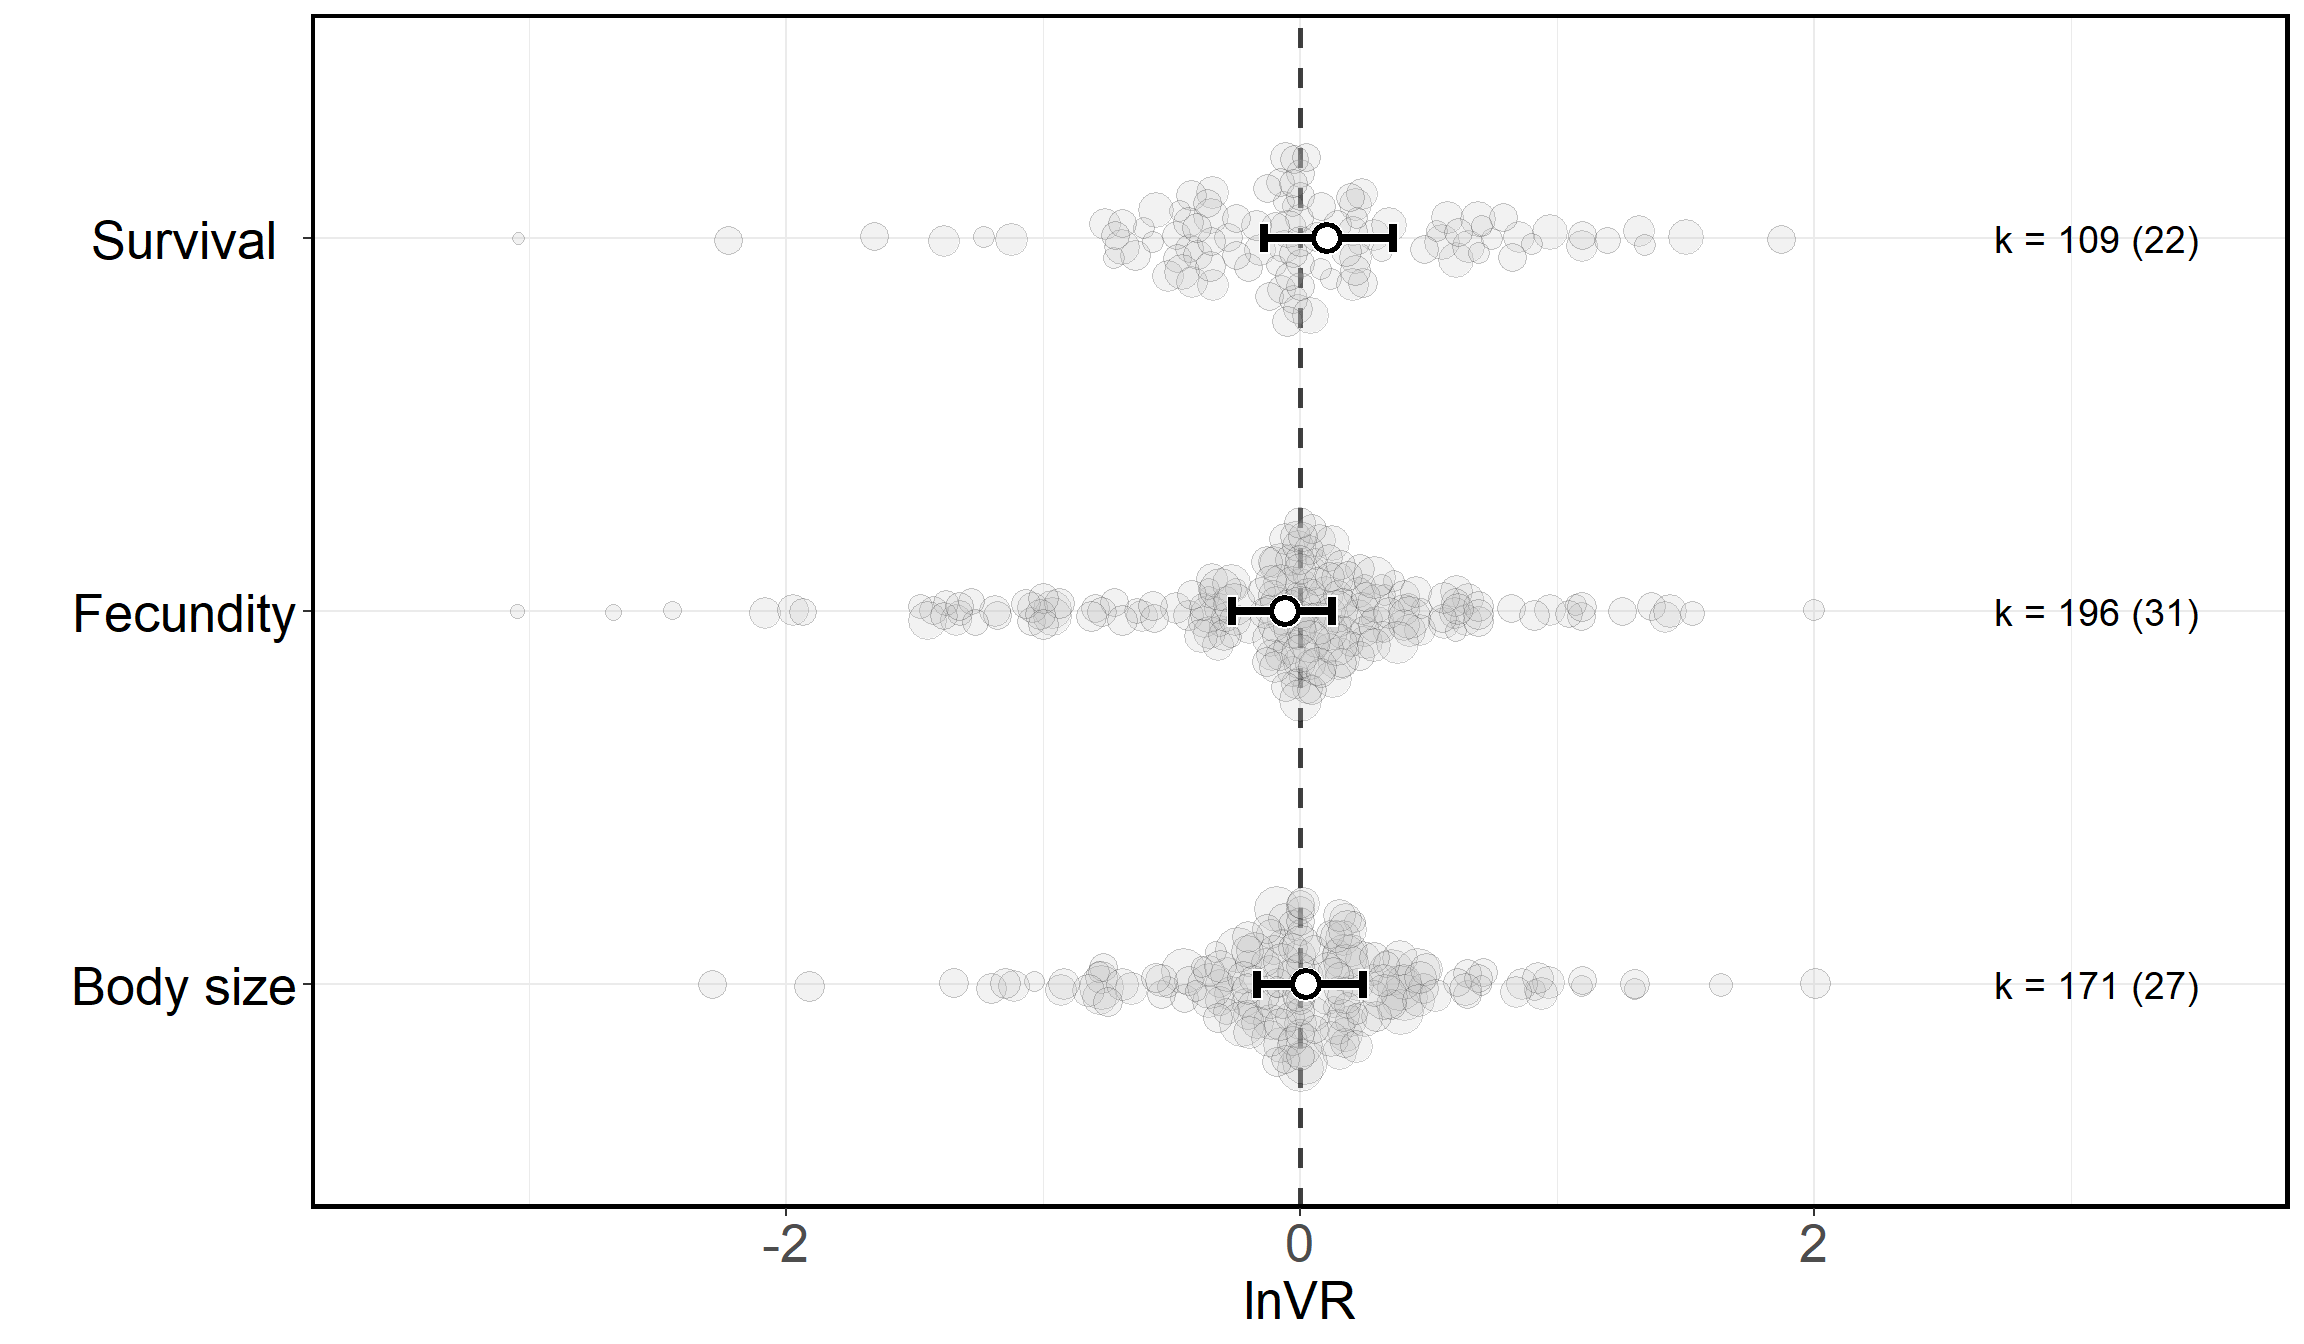 Survival
k = 109 (22)
Fecundity
k = 196 (31)
Body size
k = 171 (27)
-2
0
2
lnVR